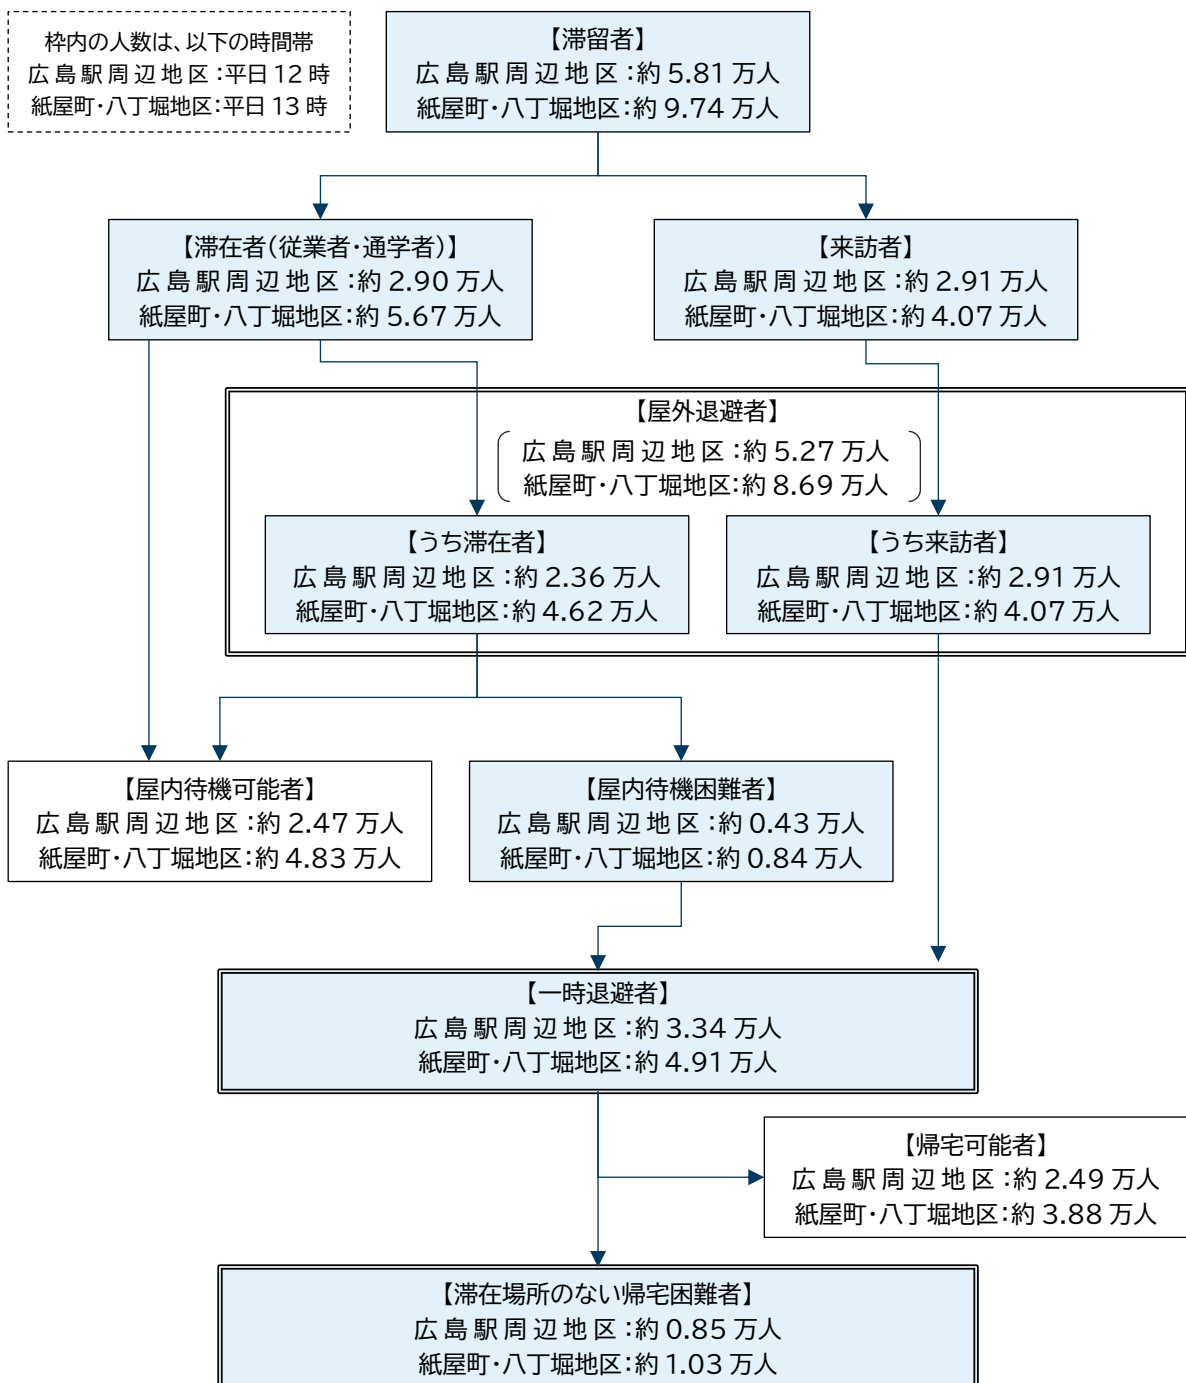 枠内の人数は、以下の時間帯
広島駅周辺地区：平日12時
紙屋町・八丁堀地区：平日13時
【滞留者】
広島駅周辺地区：約5.81万人
紙屋町・八丁堀地区：約9.74万人
【滞在者（従業者・通学者）】
広島駅周辺地区：約2.90万人
紙屋町・八丁堀地区：約5.67万人
【来訪者】
広島駅周辺地区：約2.91万人
紙屋町・八丁堀地区：約4.07万人
【屋外退避者】
広島駅周辺地区：約5.27万人
紙屋町・八丁堀地区：約8.69万人
【うち滞在者】
広島駅周辺地区：約2.36万人
紙屋町・八丁堀地区：約4.62万人
【うち来訪者】
広島駅周辺地区：約2.91万人
紙屋町・八丁堀地区：約4.07万人
【屋内待機可能者】
広島駅周辺地区：約2.47万人
紙屋町・八丁堀地区：約4.83万人
【屋内待機困難者】
広島駅周辺地区：約0.43万人
紙屋町・八丁堀地区：約0.84万人
【一時退避者】
広島駅周辺地区：約3.34万人
紙屋町・八丁堀地区：約4.91万人
【帰宅可能者】
広島駅周辺地区：約2.49万人
紙屋町・八丁堀地区：約3.88万人
【滞在場所のない帰宅困難者】
広島駅周辺地区：約0.85万人
紙屋町・八丁堀地区：約1.03万人